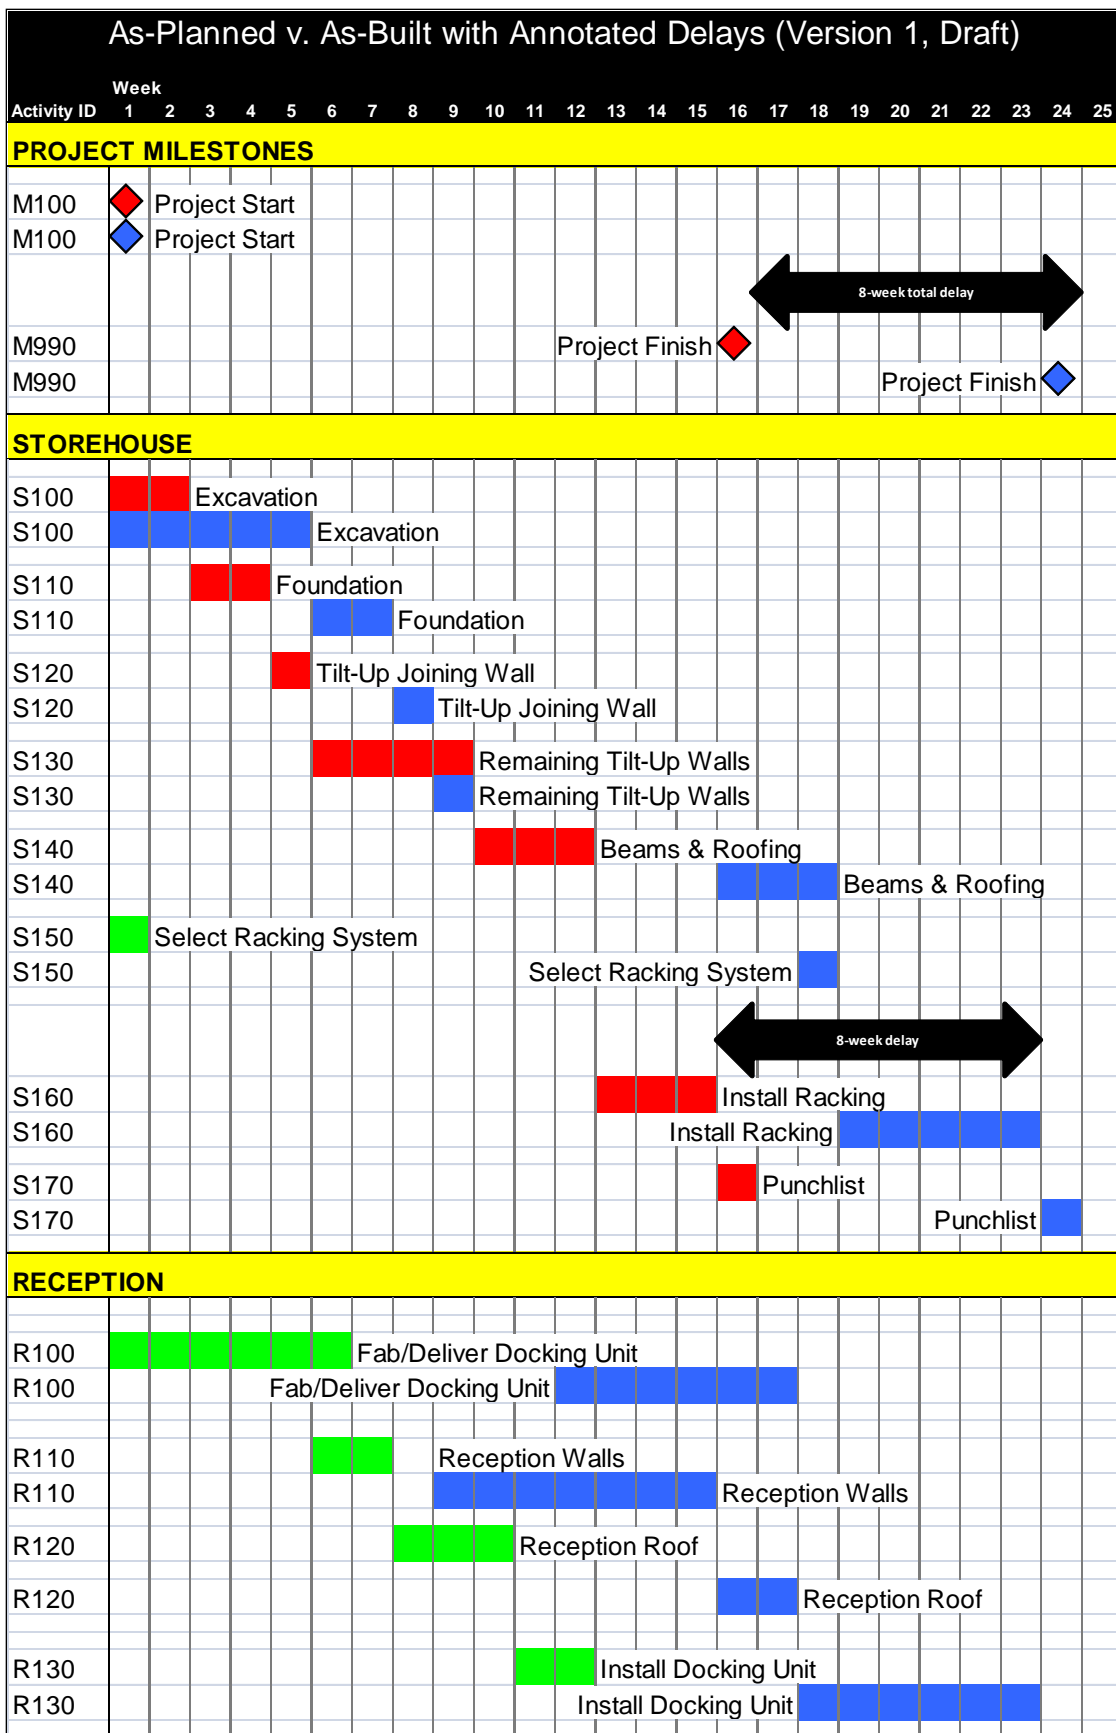 As-Planned v. As-Built with Annotated Delays (Version 1, Draft)
Week
Activity ID 1 2 3 4 5 6 7 8 9 10 11 12 13 14 15 16 17 18 19 20 21 22 23 24 25
PROJECT MILESTONES
M100 Project Start
M100 Project Start
8-week total delay
M990 Project Finish
M990 Project Finish
STOREHOUSE
S100 Excavation
S100 Excavation
S110 Foundation
S110 Foundation
S120 Tilt-Up Joining Wall
S120 Tilt-Up Joining Wall
S130 Remaining Tilt-Up Walls
S130 Remaining Tilt-Up Walls
S140 Beams & Roofing
S140 Beams & Roofing
S150 Select Racking System
S150 Select Racking System
8-week delay
S160 Install Racking
S160 Install Racking
S170 Punchlist
S170 Punchlist
RECEPTION
R100 Fab/Deliver Docking Unit
R100 Fab/Deliver Docking Unit
R110 Reception Walls
R110 Reception Walls
R120 Reception Roof
R120 Reception Roof
R130 Install Docking Unit
R130 Install Docking Unit